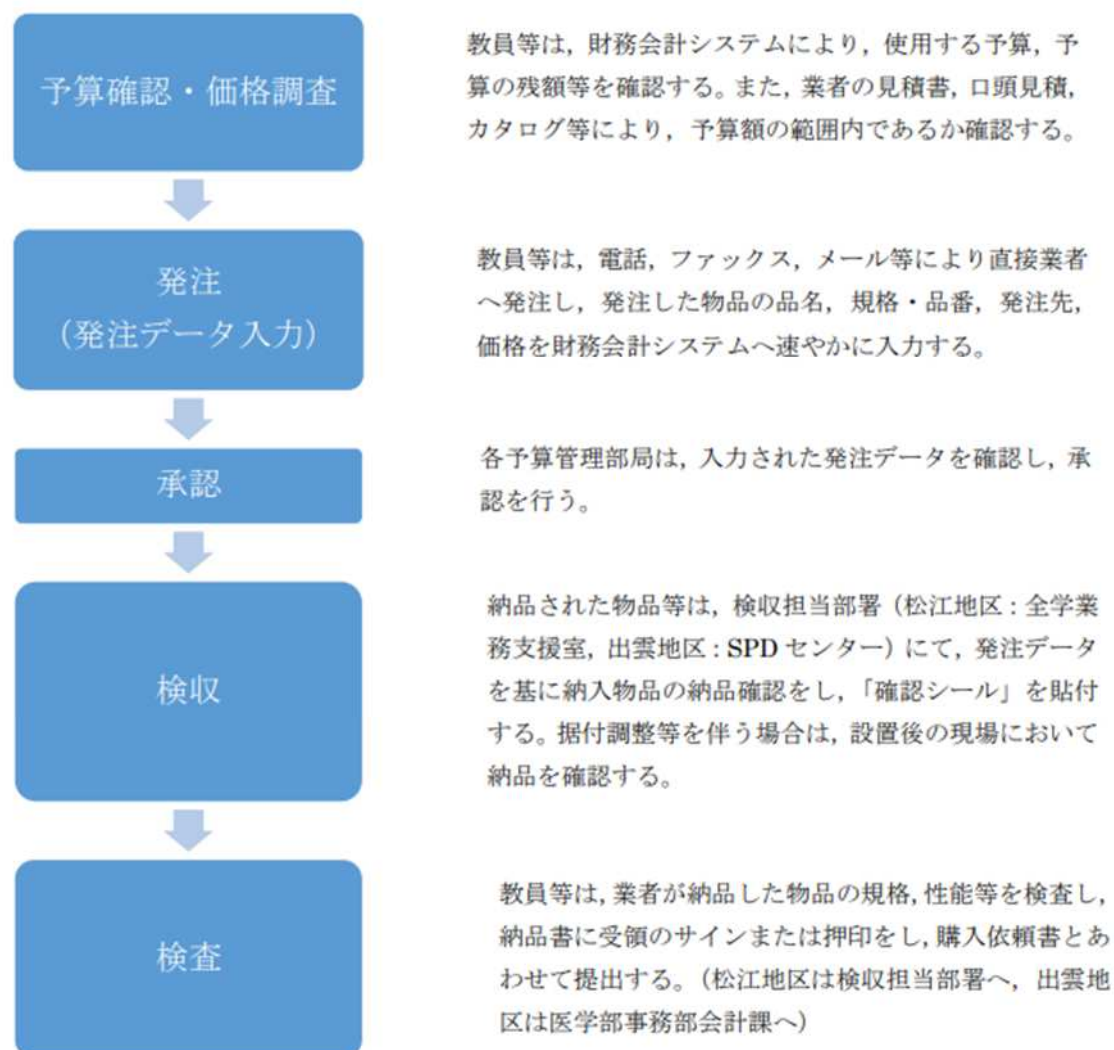 予算確認・価格調査
教員等は，財務会計システムにより，使用する予算，予
算の残額等を確認する。また，業者の見積書，口頭見積，
カタログ等により，予算額の範囲内であるか確認する。
発注
（発注データ入力）
教員等は，電話，ファックス，メール等により直接業者
へ発注し，発注した物品の品名，規格・品番，発注先，
価格を財務会計システムへ速やかに入力する。
承認
各予算管理部局は，入力された発注データを確認し，承
認を行う。
検収
納品された物品等は，検収担当部署（松江地区：全学業
務支援室，出雲地区：SPD センター）にて，発注データ
を基に納入物品の納品確認をし，「確認シール」を貼付
する。据付調整等を伴う場合は，設置後の現場において
納品を確認する。
検査
教員等は，業者が納品した物品の規格，性能等を検査し，
納品書に受領のサインまたは押印をし，購入依頼書とあ
わせて提出する。（松江地区は検収担当部署へ，出雲地
区は医学部事務部会計課へ）